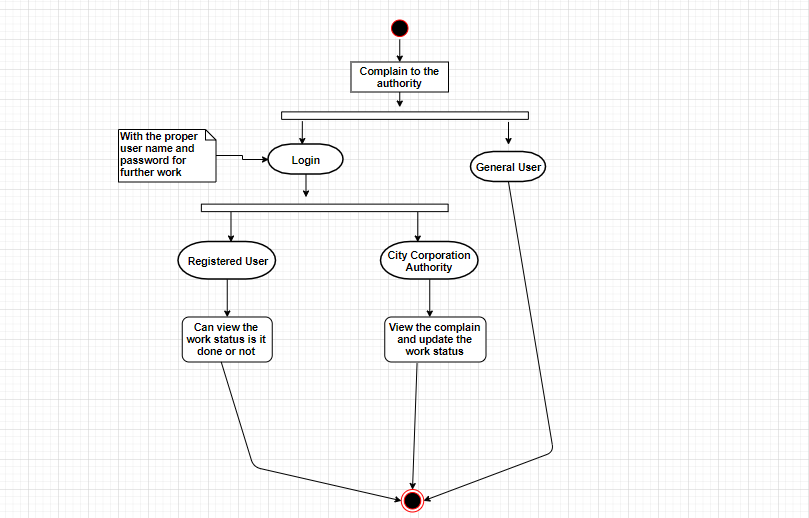 Complain to the
authority
With the proper
user name and
password for
further work
Login
General User
Registered User
City Corporation
Authority
Can view the
work status is it
done or not
View the complain
and update the
work status